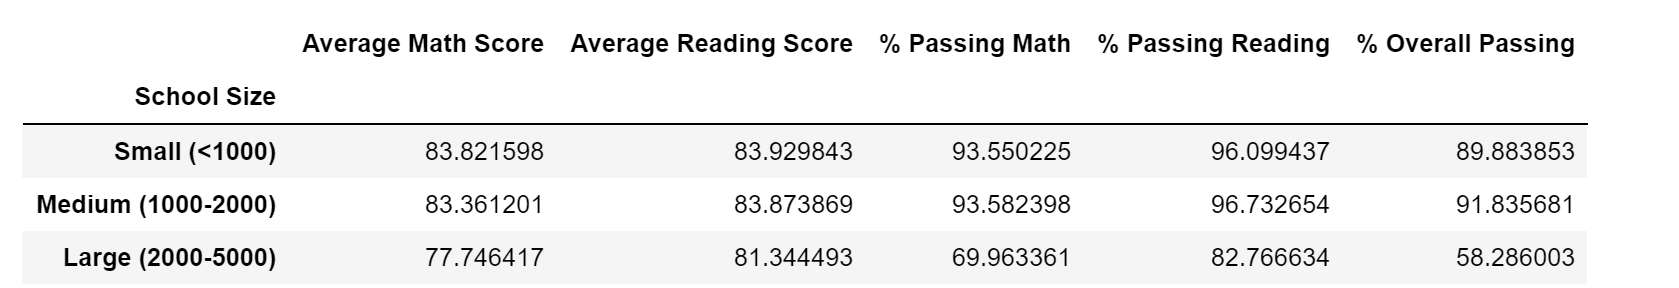 Average Math Score Average Reading Score % Passing Math % Passing Reading % Overall Passing
School Size
Small (<1000) 83.821598 83.929843 93.550225 96.099437 89.883853
Medium (1000-2000) 83.361201 83.873869 93.582398 96.732654 91.835681
Large (2000-5000) 77.746417 81.344493 69.963361 82.766634 58.286003